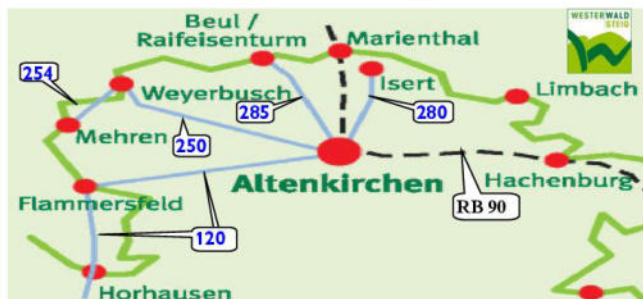 WESTERWALD
STEIG
Beul /
Raifeisenturm
Marienthal
254
Weyerbusch
285
Isert
280
Limbach
Mehren
250
Altenkirchen
Hachenburg
Flammersfeld
RB 90
120
Horhausen